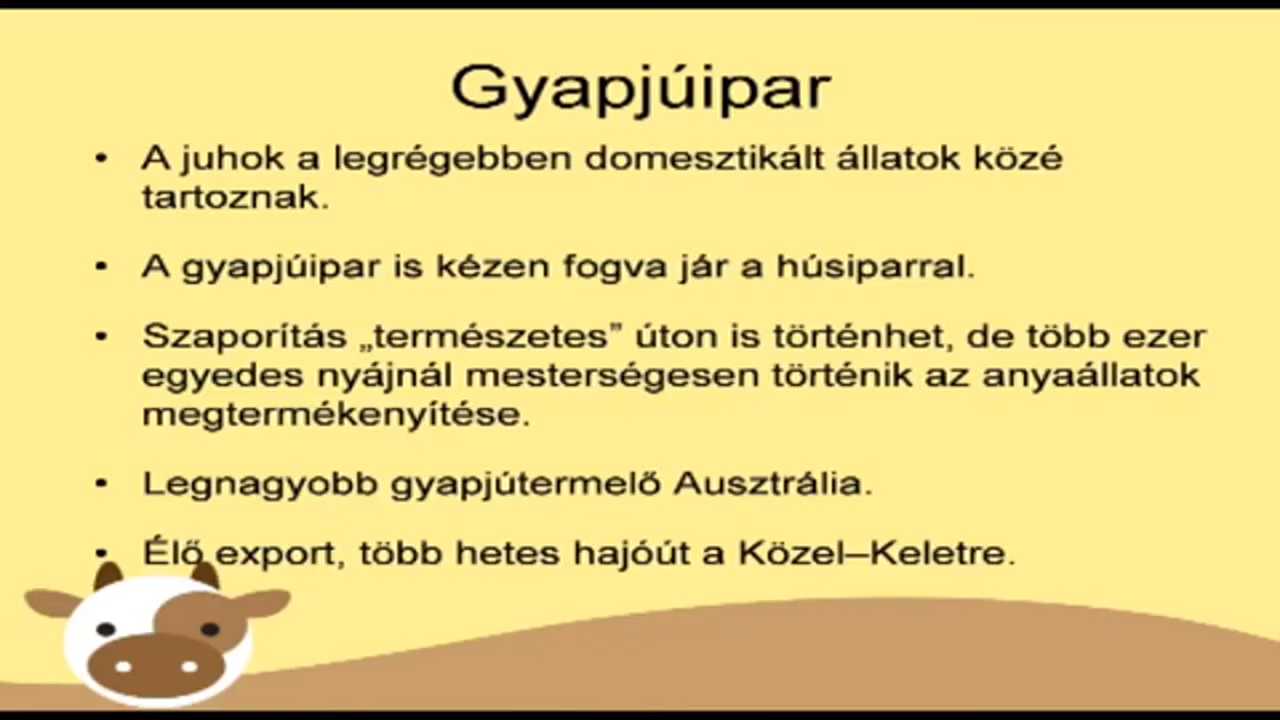 Gyapjúipar
• A juhok a legrégebben domesztikált állatok közé
tartoznak.
• A gyapjúipar is kézen fogva jár a húsiparral.
• Szaporítás „természetes” úton is történhet, de több ezer
egyedes nyájnál mesterségesen történik az anyaállatok
megtermékenyítése.
• Legnagyobb gyapjútermelő Ausztrália.
• Élő export, több hetes hajóút a Közel–Keletre.